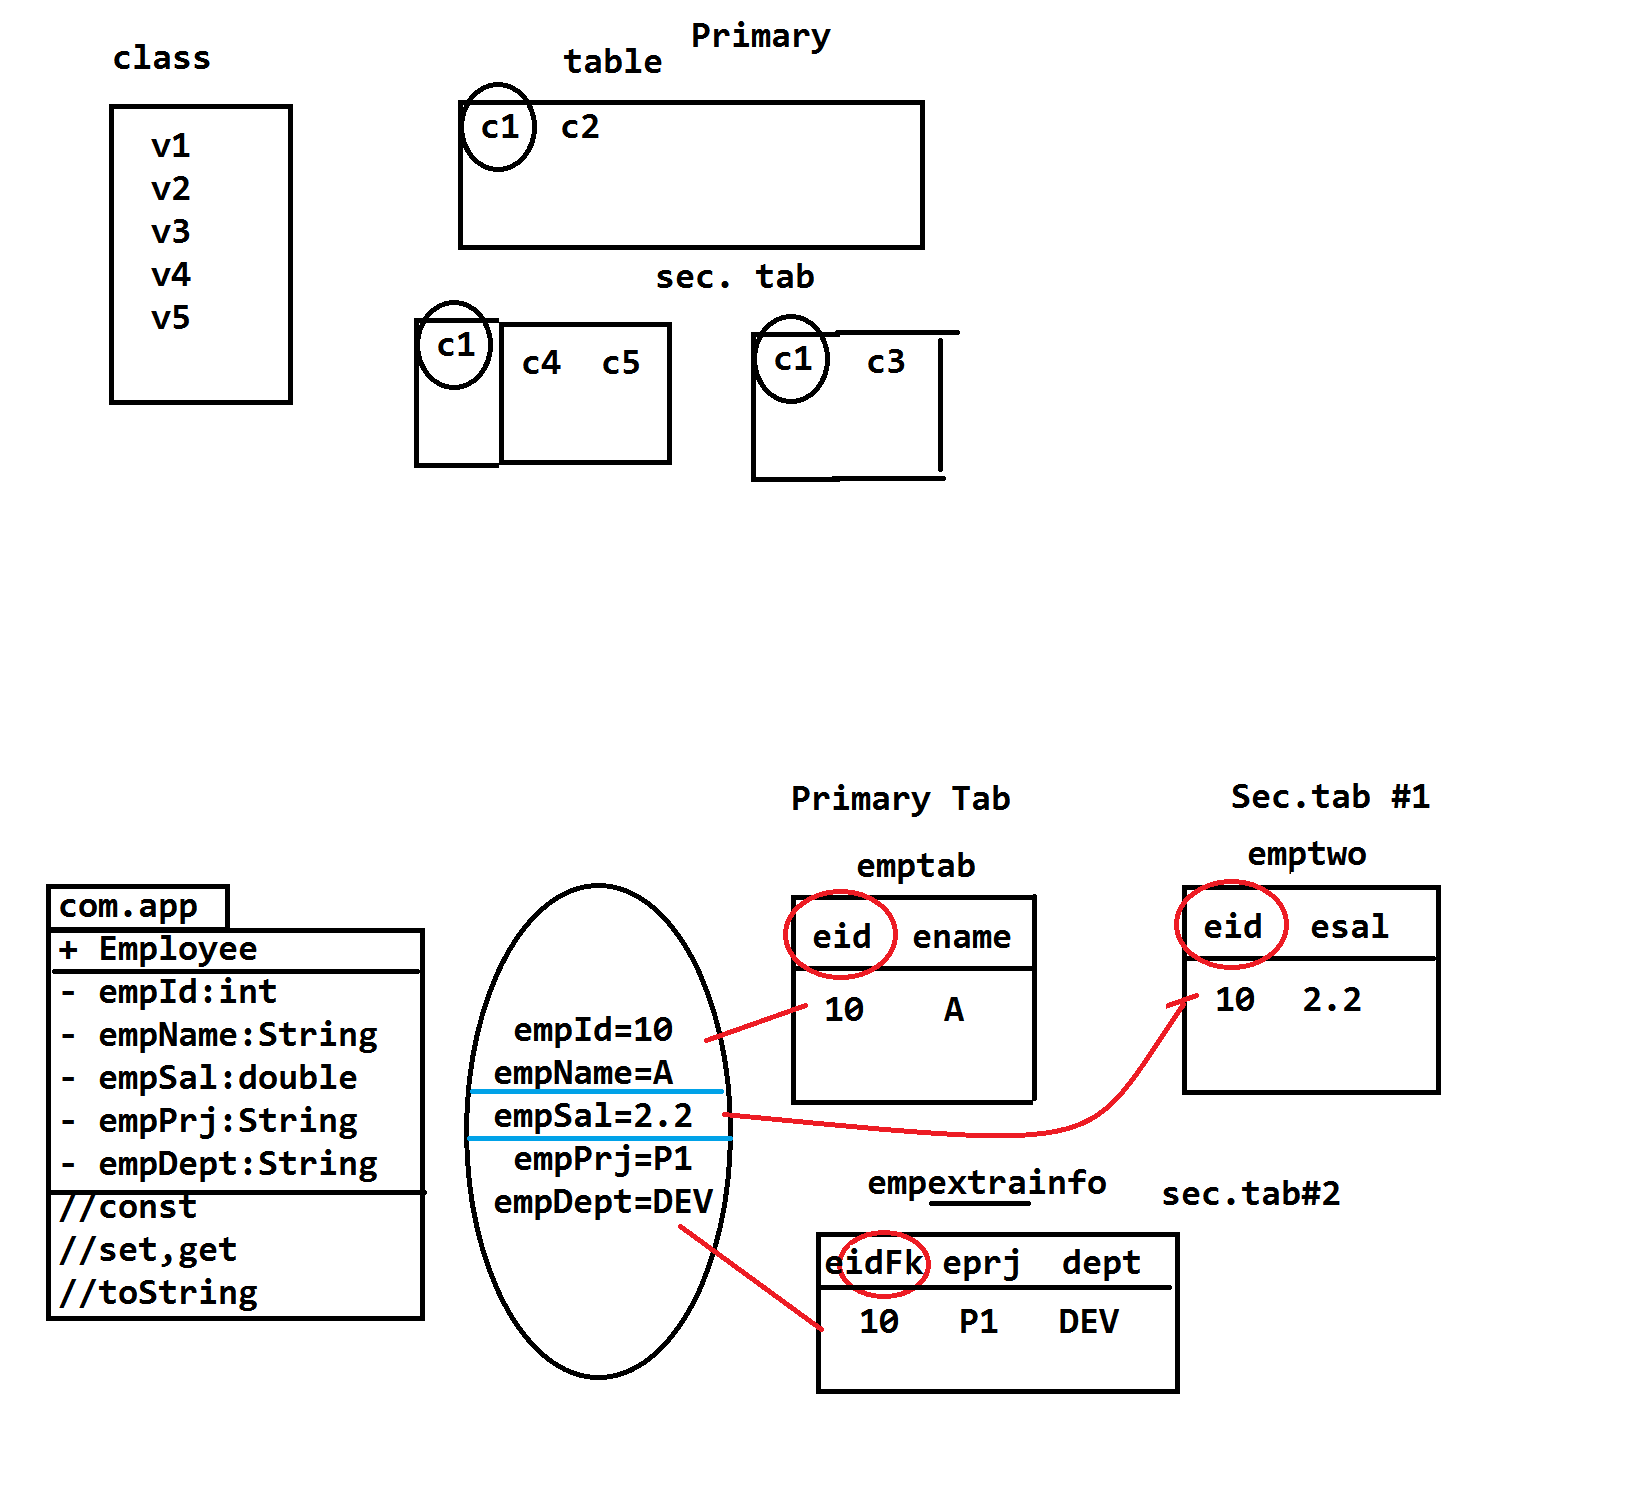 class
Primary
table
v1
v2
v3
v4
v5
c1 c2
sec. tab
c1 c4 c5
c1 c3
com.app
+ Employee
- empId:int
- empName:String
- empSal:double
- empPrj:String
- empDept:String
//const
//set,get
//toString
empId=10
empName=A
empSal=2.2
empPrj=P1
empDept=DEV
Primary Tab
emptab
eid ename
10 A
Sec.tab #1
emptwo
eid esal
10 2.2
empextrainfo
sec.tab#2
eidFk eprj dept
10 P1 DEV